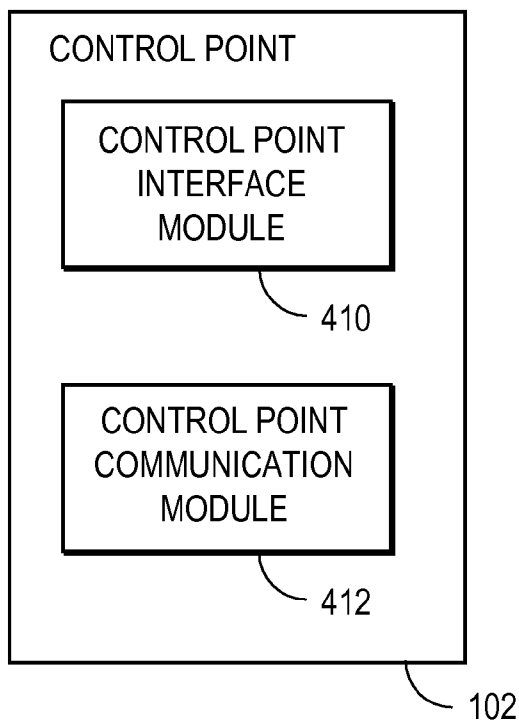 CONTROL POINT
CONTROL POINT
INTERFACE
MODULE
410
CONTROL POINT
COMMUNICATION
MODULE
412
102